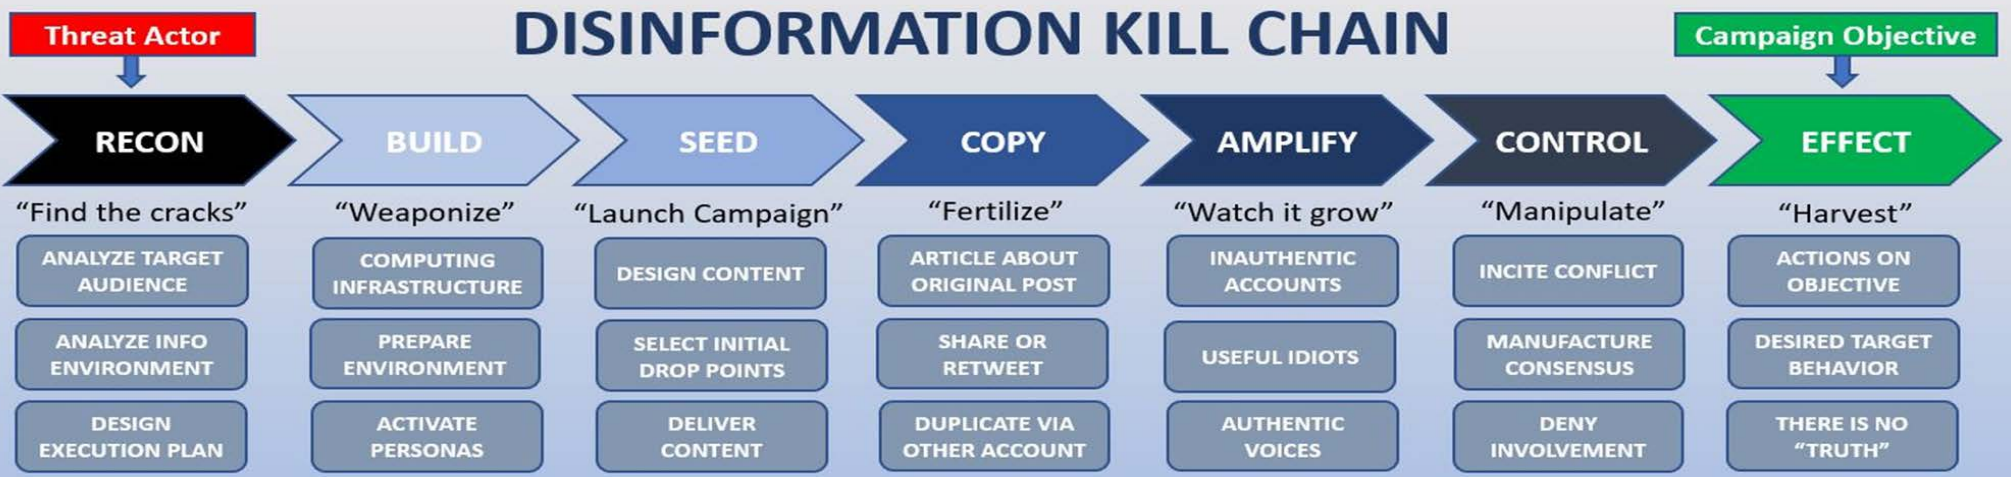 DISINFORMATION KILL CHAIN
Threat Actor
Campaign Objective
RECON
BUILD
SEED
COPY
AMPLIFY
CONTROL
EFFECT
“Find the cracks”
“Weaponize”
“Launch Campaign”
“Fertilize”
“Watch it grow”
“Manipulate”
“Harvest”
ANALYZE TARGET
AUDIENCE
COMPUTING
INFRASTRUCTURE
DESIGN CONTENT
ARTICLE ABOUT
ORIGINAL POST
INAUTHENTIC
ACCOUNTS
INCITE CONFLICT
ACTIONS ON
OBJECTIVE
ANALYZE INFO
ENVIRONMENT
PREPARE
ENVIRONMENT
SELECT INITIAL
DROP POINTS
SHARE OR
RETWEET
USEFUL IDIOTS
MANUFACTURE
CONSENSUS
DESIRED TARGET
BEHAVIOR
DESIGN
EXECUTION PLAN
ACTIVATE
PERSONAS
DELIVER
CONTENT
DUPLICATE VIA
OTHER ACCOUNT
AUTHENTIC
VOICES
DENY
INVOLVEMENT
THERE IS NO
“TRUTH”